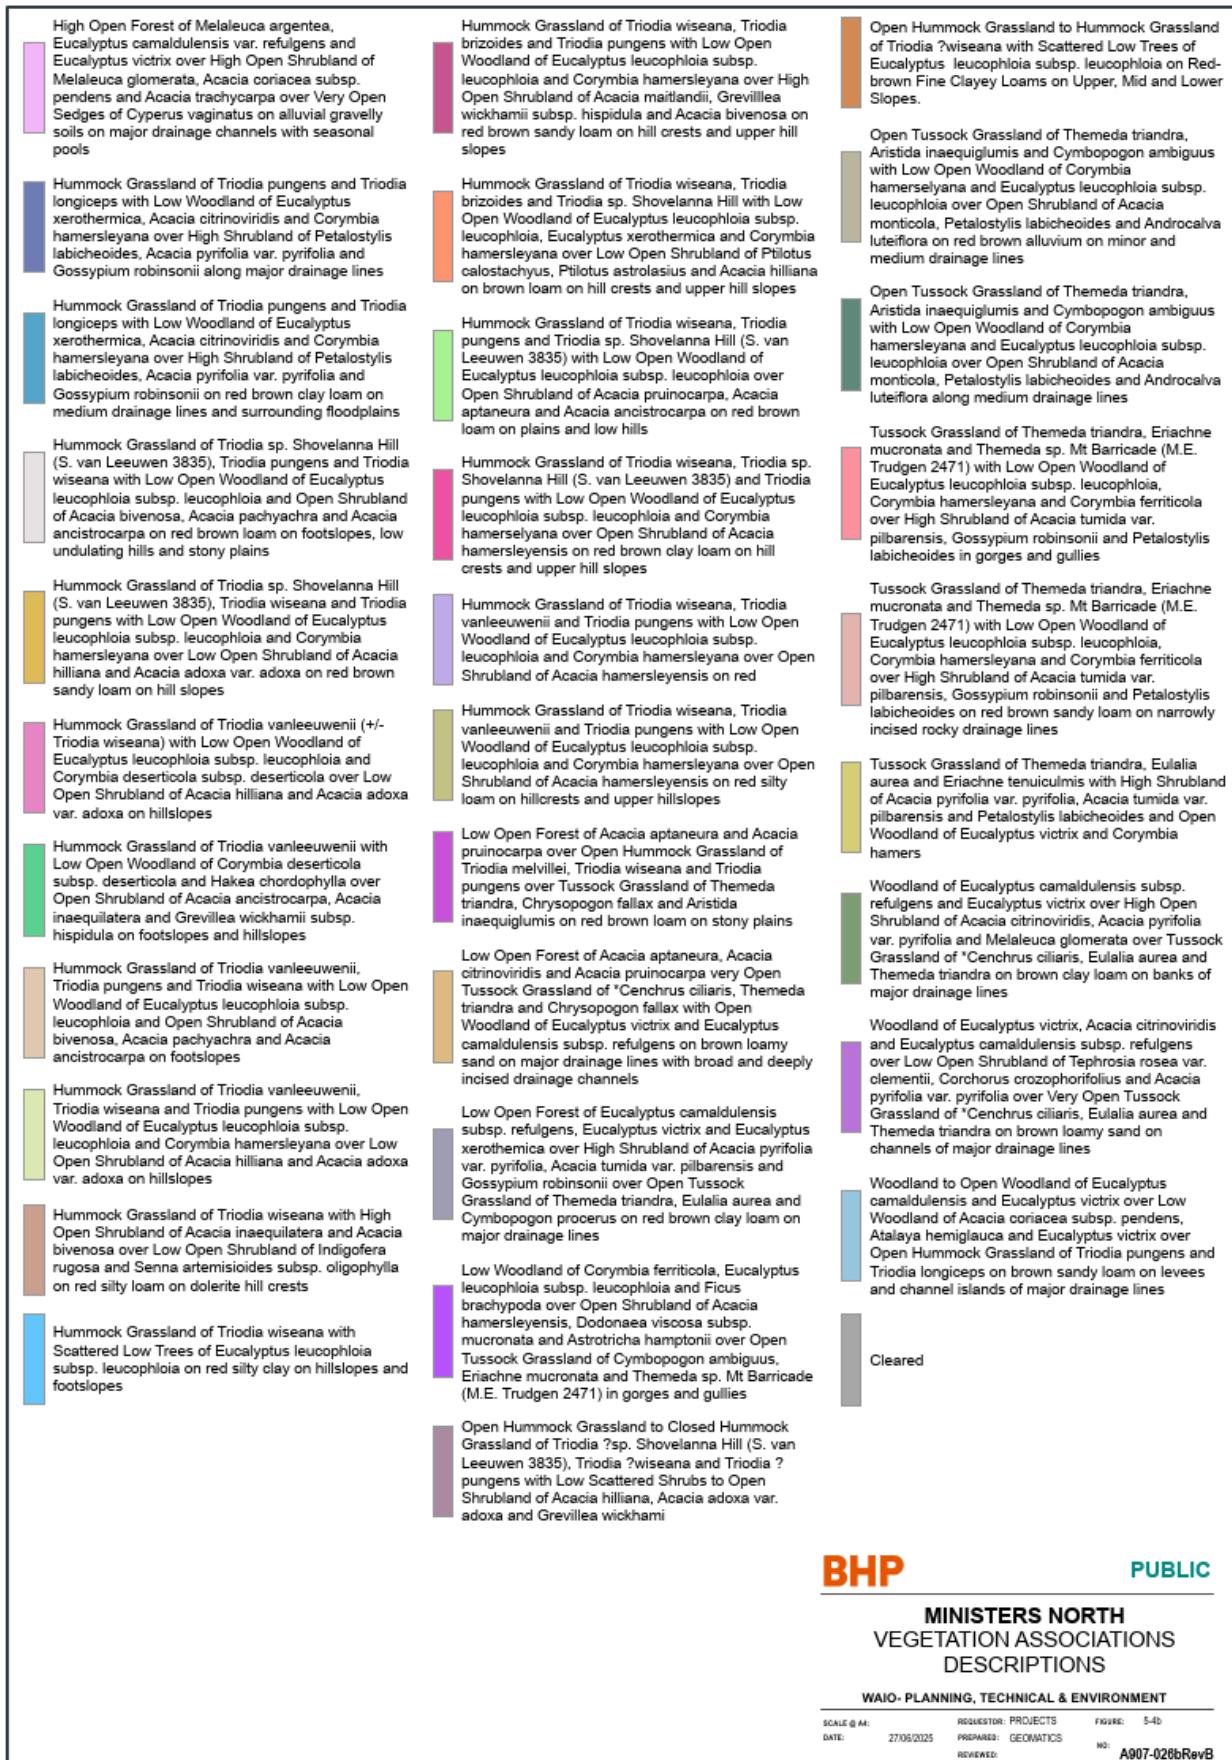 High Open Forest of Melaleuca argentea,
Eucalyptus camaldulensis var. refulgens and
Eucalyptus victrix over High Open Shrubland of
Melaleuca glomerata, Acacia coriacea subsp.
pendens and Acacia trachycarpa over Very Open
Sedges of Cyperus vaginatus on alluvial gravelly
soils on major drainage channels with seasonal
pools
Hummock Grassland of Triodia pungens and Triodia
longiceps with Low Woodland of Eucalyptus
xerothermica, Acacia citrinoviridis and Corymbia
hamersleyana over High Shrubland of Petalostylis
labicheoides, Acacia pyrifolia var. pyrifolia and
Gossypium robinsonii along major drainage lines
Hummock Grassland of Triodia pungens and Triodia
longiceps with Low Woodland of Eucalyptus
xerothermica, Acacia citrinoviridis and Corymbia
hamersleyana over High Shrubland of Petalostylis
labicheoides, Acacia pyrifolia var. pyrifolia and
Gossypium robinsonii on red brown clay loam on
medium drainage lines and surrounding floodplains
Hummock Grassland of Triodia sp. Shovelanna Hill
(S. van Leeuwen 3835), Triodia pungens and Triodia
wiseana with Low Open Woodland of Eucalyptus
leucophloia subsp. leucophloia and Open Shrubland
of Acacia bivenosa, Acacia pachyachra and Acacia
ancistrocarpa on red brown loam on footslopes, low
undulating hills and stony plains
Hummock Grassland of Triodia sp. Shovelanna Hill
(S. van Leeuwen 3835), Triodia wiseana and Triodia
pungens with Low Open Woodland of Eucalyptus
leucophloia subsp. leucophloia and Corymbia
hamersleyana over Low Open Shrubland of Acacia
hilliana and Acacia adoxa var. adoxa on red brown
sandy loam on hill slopes
Hummock Grassland of Triodia vanleeuwenii (+/-
Triodia wiseana) with Low Open Woodland of
Eucalyptus leucophloia subsp. leucophloia and
Corymbia deserticola subsp. deserticola over Low
Open Shrubland of Acacia hilliana and Acacia adoxa
var. adoxa on hillslopes
Hummock Grassland of Triodia vanleeuwenii with
Low Open Woodland of Corymbia deserticola
subsp. deserticola and Hakea chordophylla over
Open Shrubland of Acacia ancistrocarpa, Acacia
inaequilatera and Grevillea wickhamii subsp.
hispidula on footslopes and hillslopes
Hummock Grassland of Triodia vanleeuwenii,
Triodia pungens and Triodia wiseana with Low Open
Woodland of Eucalyptus leucophloia subsp.
leucophloia and Open Shrubland of Acacia
bivenosa, Acacia pachyachra and Acacia
ancistrocarpa on footslopes
Hummock Grassland of Triodia vanleeuwenii,
Triodia wiseana and Triodia pungens with Low Open
Woodland of Eucalyptus leucophloia subsp.
leucophloia and Corymbia hamersleyana over Low
Open Shrubland of Acacia hilliana and Acacia adoxa
var. adoxa on hillslopes
Hummock Grassland of Triodia wiseana with High
Open Shrubland of Acacia inaequilatera and Acacia
bivenosa over Low Open Shrubland of Indigofera
rugosa and Senna artemisioides subsp. oligophylla
on red silty loam on dolerite hill crests
Hummock Grassland of Triodia wiseana with
Scattered Low Trees of Eucalyptus leucophloia
subsp. leucophloia on red silty clay on hillslopes and
footslopes
Hummock Grassland of Triodia wiseana, Triodia
brizoides and Triodia pungens with Low Open
Woodland of Eucalyptus leucophloia subsp.
leucophloia and Corymbia hamersleyana over High
Open Shrubland of Acacia maitlandii, Grevilllea
wickhamii subsp. hispidula and Acacia bivenosa on
red brown sandy loam on hill crests and upper hill
slopes
Hummock Grassland of Triodia wiseana, Triodia
brizoides and Triodia sp. Shovelanna Hill with Low
Open Woodland of Eucalyptus leucophloia subsp.
leucophloia, Eucalyptus xerothermica and Corymbia
hamersleyana over Low Open Shrubland of Ptilotus
calostachyus, Ptilotus astrolasius and Acacia hilliana
on brown loam on hill crests and upper hill slopes
Hummock Grassland of Triodia wiseana, Triodia
pungens and Triodia sp. Shovelanna Hill (S. van
Leeuwen 3835) with Low Open Woodland of
Eucalyptus leucophloia subsp. leucophloia over
Open Shrubland of Acacia pruinocarpa, Acacia
aptaneura and Acacia ancistrocarpa on red brown
loam on plains and low hills
Hummock Grassland of Triodia wiseana, Triodia sp.
Shovelanna Hill (S. van Leeuwen 3835) and Triodia
pungens with Low Open Woodland of Eucalyptus
leucophloia subsp. leucophloia and Corymbia
hamerselyana over Open Shrubland of Acacia
hamersleyensis on red brown clay loam on hill
crests and upper hill slopes
Hummock Grassland of Triodia wiseana, Triodia
vanleeuwenii and Triodia pungens with Low Open
Woodland of Eucalyptus leucophloia subsp.
leucophloia and Corymbia hamersleyana over Open
Shrubland of Acacia hamersleyensis on red
Hummock Grassland of Triodia wiseana, Triodia
vanleeuwenii and Triodia pungens with Low Open
Woodland of Eucalyptus leucophloia subsp.
leucophloia and Corymbia hamersleyana over Open
Shrubland of Acacia hamersleyensis on red silty
loam on hillcrests and upper hillslopes
Low Open Forest of Acacia aptaneura and Acacia
pruinocarpa over Open Hummock Grassland of
Triodia melvillei, Triodia wiseana and Triodia
pungens over Tussock Grassland of Themeda
triandra, Chrysopogon fallax and Aristida
inaequiglumis on red brown loam on stony plains
Low Open Forest of Acacia aptaneura, Acacia
citrinoviridis and Acacia pruinocarpa very Open
Tussock Grassland of *Cenchrus ciliaris, Themeda
triandra and Chrysopogon fallax with Open
Woodland of Eucalyptus victrix and Eucalyptus
camaldulensis subsp. refulgens on brown loamy
sand on major drainage lines with broad and deeply
incised drainage channels
Low Open Forest of Eucalyptus camaldulensis
subsp. refulgens, Eucalyptus victrix and Eucalyptus
xerothermica over High Shrubland of Acacia pyrifolia
var. pyrifolia, Acacia tumida var. pilbarensis and
Gossypium robinsonii over Open Tussock
Grassland of Themeda triandra, Eulalia aurea and
Cymbopogon procerus on red brown clay loam on
major drainage lines
Low Woodland of Corymbia ferriticola, Eucalyptus
leucophloia subsp. leucophloia and Ficus
brachypoda over Open Shrubland of Acacia
hamersleyensis, Dodonaea viscosa subsp.
mucronata and Astrotricha hamptonii over Open
Tussock Grassland of Cymbopogon ambiguus,
Eriachne mucronata and Themeda sp. Mt Barricade
(M.E. Trudgen 2471) in gorges and gullies
Open Hummock Grassland to Closed Hummock
Grassland of Triodia ?sp. Shovelanna Hill (S. van
Leeuwen 3835), Triodia ?wiseana and Triodia ?
pungens with Low Scattered Shrubs to Open
Shrubland of Acacia hilliana, Acacia adoxa var.
adoxa and Grevillea wickhami
Open Hummock Grassland to Hummock Grassland
of Triodia ?wiseana with Scattered Low Trees of
Eucalyptus leucophloia subsp. leucophloia on Red-
brown Fine Clayey Loams on Upper, Mid and Lower
Slopes.
Open Tussock Grassland of Themeda triandra,
Aristida inaequiglumis and Cymbopogon ambiguus
with Low Open Woodland of Corymbia
hamerselyana and Eucalyptus leucophloia subsp.
leucophloia over Open Shrubland of Acacia
monticola, Petalostylis labicheoides and Androcalva
luteiflora on red brown alluvium on minor and
medium drainage lines
Open Tussock Grassland of Themeda triandra,
Aristida inaequiglumis and Cymbopogon ambiguus
with Low Open Woodland of Corymbia
hamersleyana and Eucalyptus leucophloia subsp.
leucophloia over Open Shrubland of Acacia
monticola, Petalostylis labicheoides and Androcalva
luteiflora along medium drainage lines
Tussock Grassland of Themeda triandra, Eriachne
mucronata and Themeda sp. Mt Barricade (M.E.
Trudgen 2471) with Low Open Woodland of
Eucalyptus leucophloia subsp. leucophloia,
Corymbia hamersleyana and Corymbia ferriticola
over High Shrubland of Acacia tumida var.
pilbarensis, Gossypium robinsonii and Petalostylis
labicheoides in gorges and gullies
Tussock Grassland of Themeda triandra, Eriachne
mucronata and Themeda sp. Mt Barricade (M.E.
Trudgen 2471) with Low Open Woodland of
Eucalyptus leucophloia subsp. leucophloia,
Corymbia hamersleyana and Corymbia ferriticola
over High Shrubland of Acacia tumida var.
pilbarensis, Gossypium robinsonii and Petalostylis
labicheoides on red brown sandy loam on narrowly
incised rocky drainage lines
Tussock Grassland of Themeda triandra, Eulalia
aurea and Eriachne tenuiculmis with High Shrubland
of Acacia pyrifolia var. pyrifolia, Acacia tumida var.
pilbarensis and Petalostylis labicheoides and Open
Woodland of Eucalyptus victrix and Corymbia
hamers
Woodland of Eucalyptus camaldulensis subsp.
refulgens and Eucalyptus victrix over High Open
Shrubland of Acacia citrinoviridis, Acacia pyrifolia
var. pyrifolia and Melaleuca glomerata over Tussock
Grassland of *Cenchrus ciliaris, Eulalia aurea and
Themeda triandra on brown clay loam on banks of
major drainage lines
Woodland of Eucalyptus victrix, Acacia citrinoviridis
and Eucalyptus camaldulensis subsp. refulgens
over Low Open Shrubland of Tephrosia rosea var.
clementii, Corchorus crozophorifolius and Acacia
pyrifolia var. pyrifolia over Very Open Tussock
Grassland of *Cenchrus ciliaris, Eulalia aurea and
Themeda triandra on brown loamy sand on
channels of major drainage lines
Woodland to Open Woodland of Eucalyptus
camaldulensis and Eucalyptus victrix over Low
Woodland of Acacia coriacea subsp. pendens,
Atalaya hemiglauca and Eucalyptus victrix over
Open Hummock Grassland of Triodia pungens and
Triodia longiceps on brown sandy loam on levees
and channel islands of major drainage lines
Cleared
BHP PUBLIC
MINISTERS NORTH
VEGETATION ASSOCIATIONS
DESCRIPTIONS
WAIO- PLANNING, TECHNICAL & ENVIRONMENT
SCALE @ A4: REQUESTOR: PROJECTS FIGURE: 5-4b
DATE: 27/06/2025 PREPARED: GEOMATICS
REVIEWED: NO: A907-026bRevB